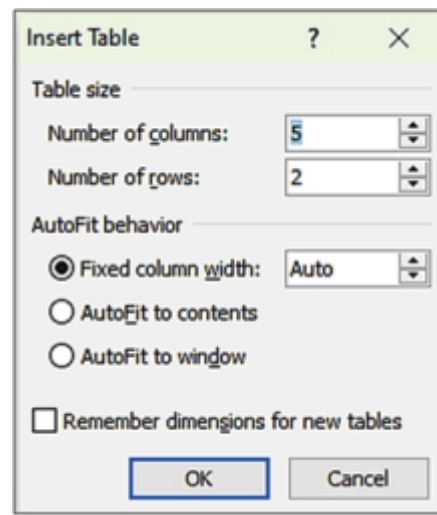 Insert Table ? ×
Table size
Number of columns: 5
Number of rows: 2
AutoFit behavior
Fixed column width: Auto
AutoFit to contents
AutoFit to window
Remember dimensions for new tables
OK Cancel